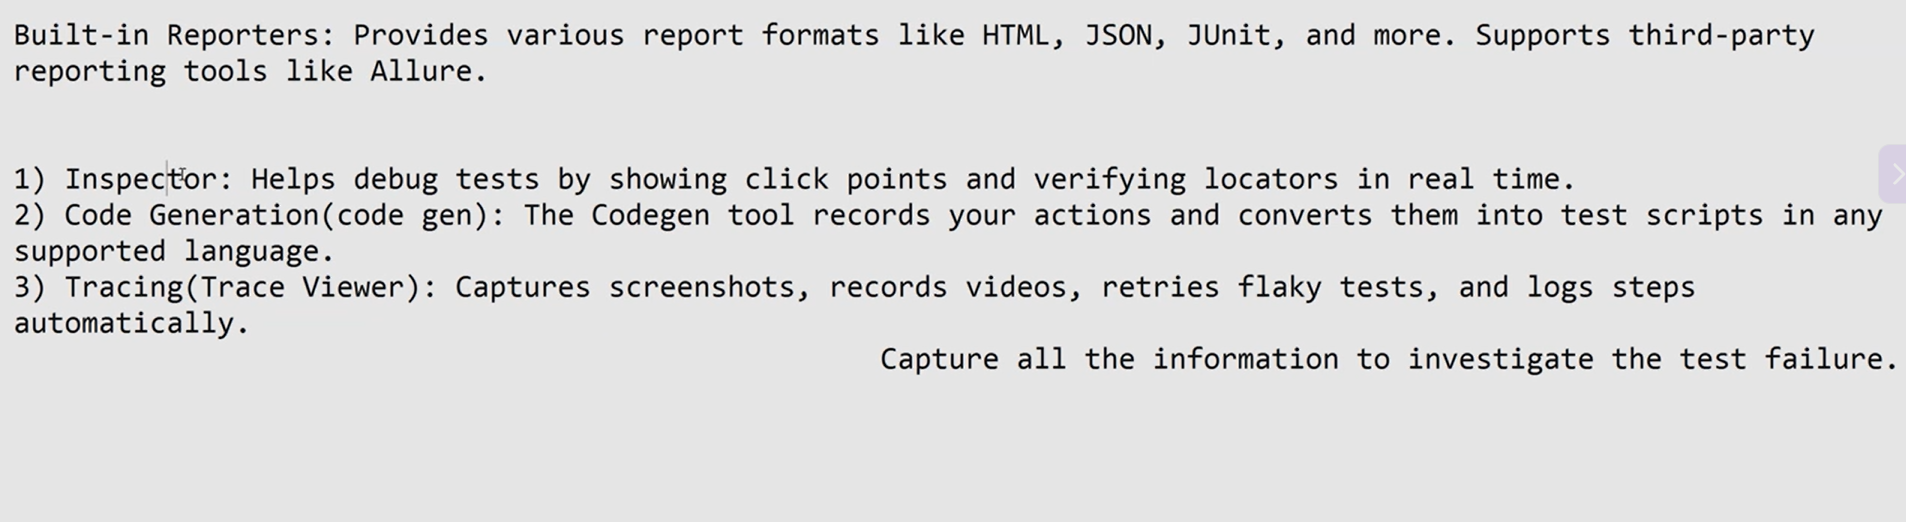 Built-in Reporters: Provides various report formats like HTML, JSON, JUnit, and more. Supports third-party
reporting tools like Allure.
1) Inspector: Helps debug tests by showing click points and verifying locators in real time.
2) Code Generation(code gen): The Codegen tool records your actions and converts them into test scripts in any
supported language.
3) Tracing(Trace Viewer): Captures screenshots, records videos, retries flaky tests, and logs steps
automatically.
Capture all the information to investigate the test failure.